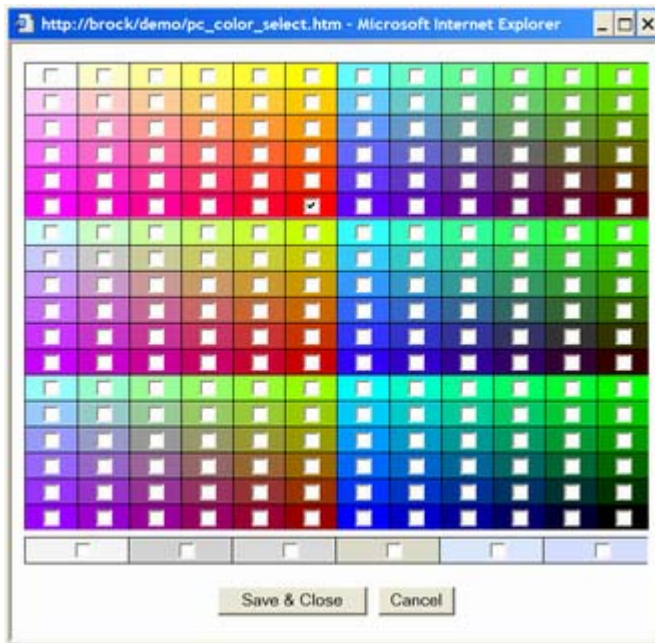 http://brock/demo/pc_color_select.htm - Microsoft Internet Explorer
Save & Close
Cancel